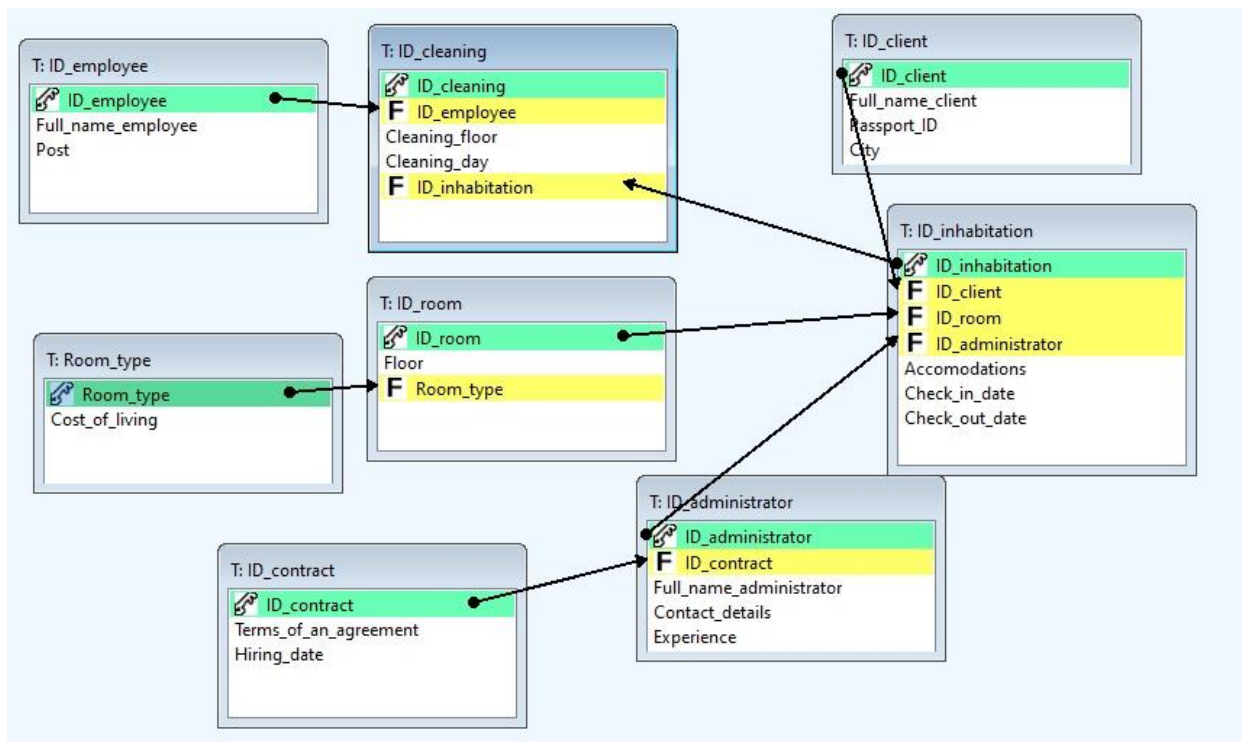 T: ID_employee
ID_employee
Full_name_employee
Post
T: ID_cleaning
ID_cleaning
F ID_employee
Cleaning_floor
Cleaning_day
F ID_inhabitation
T: ID_client
ID_client
Full_name_client
Passport_ID
City
T: ID_inhabitation
ID_inhabitation
F ID_client
F ID_room
F ID_administrator
Accomodations
Check_in_date
Check_out_date
T: ID_room
ID_room
Floor
F Room_type
T: Room_type
Room_type
Cost_of_living
T: ID_administrator
ID_administrator
F ID_contract
Full_name_administrator
Contact_details
Experience
T: ID_contract
ID_contract
Terms_of_an_agreement
Hiring_date